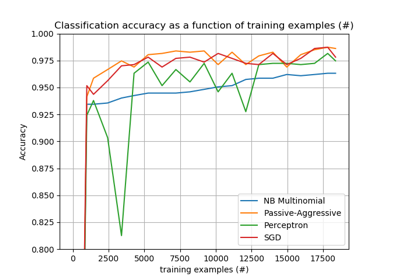 Classification accuracy as a function of training examples (#)
1.000
0.975
0.950
0.925
0.900
0.875
0.850
0.825
0.800
Accuracy
NB Multinomial
Passive-Aggressive
Perceptron
SGD
0 2500 5000 7500 10000 12500 15000 17500
training examples (#)